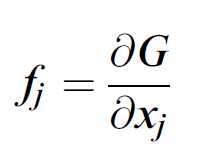 f_j = ∂G / ∂x_j